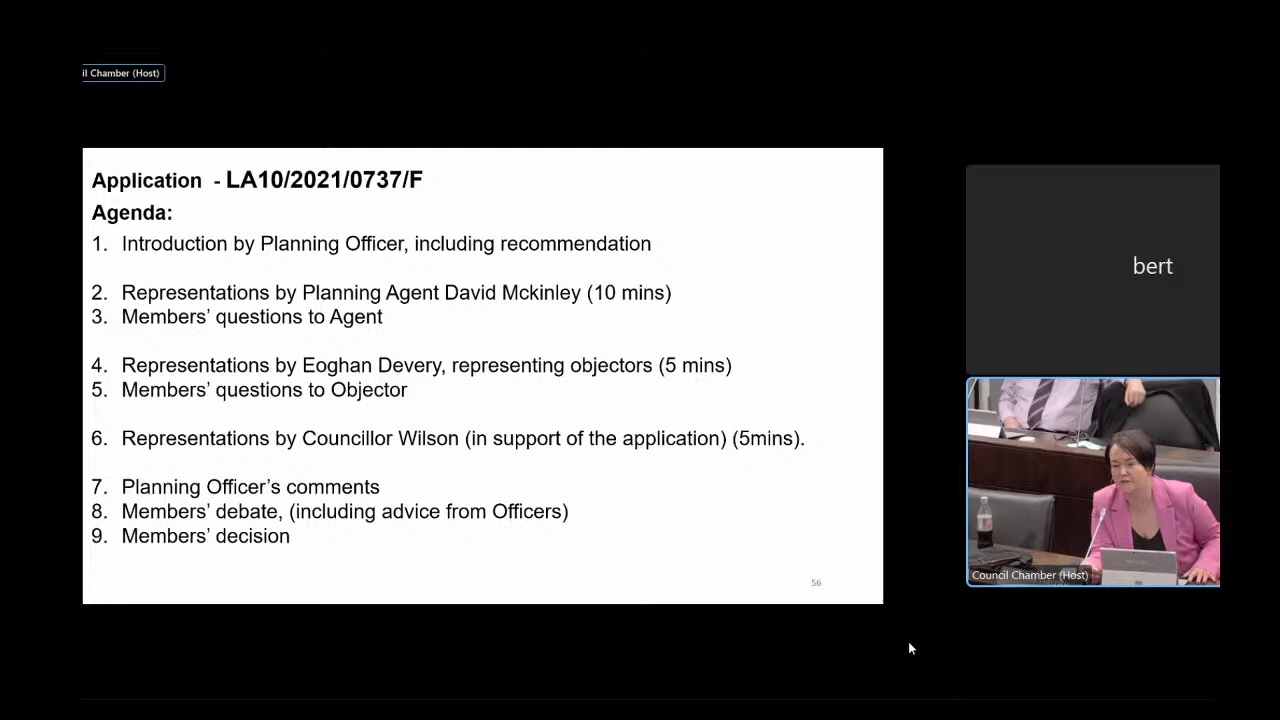 il Chamber (Host)
Application - LA10/2021/0737/F
Agenda:
1. Introduction by Planning Officer, including recommendation
2. Representations by Planning Agent David Mckinley (10 mins)
3. Members' questions to Agent
4. Representations by Eoghan Devery, representing objectors (5 mins)
5. Members' questions to Objector
6. Representations by Councillor Wilson (in support of the application) (5mins).
7. Planning Officer's comments
8. Members' debate, (including advice from Officers)
9. Members' decision
56
bert
Council Chamber (Host)